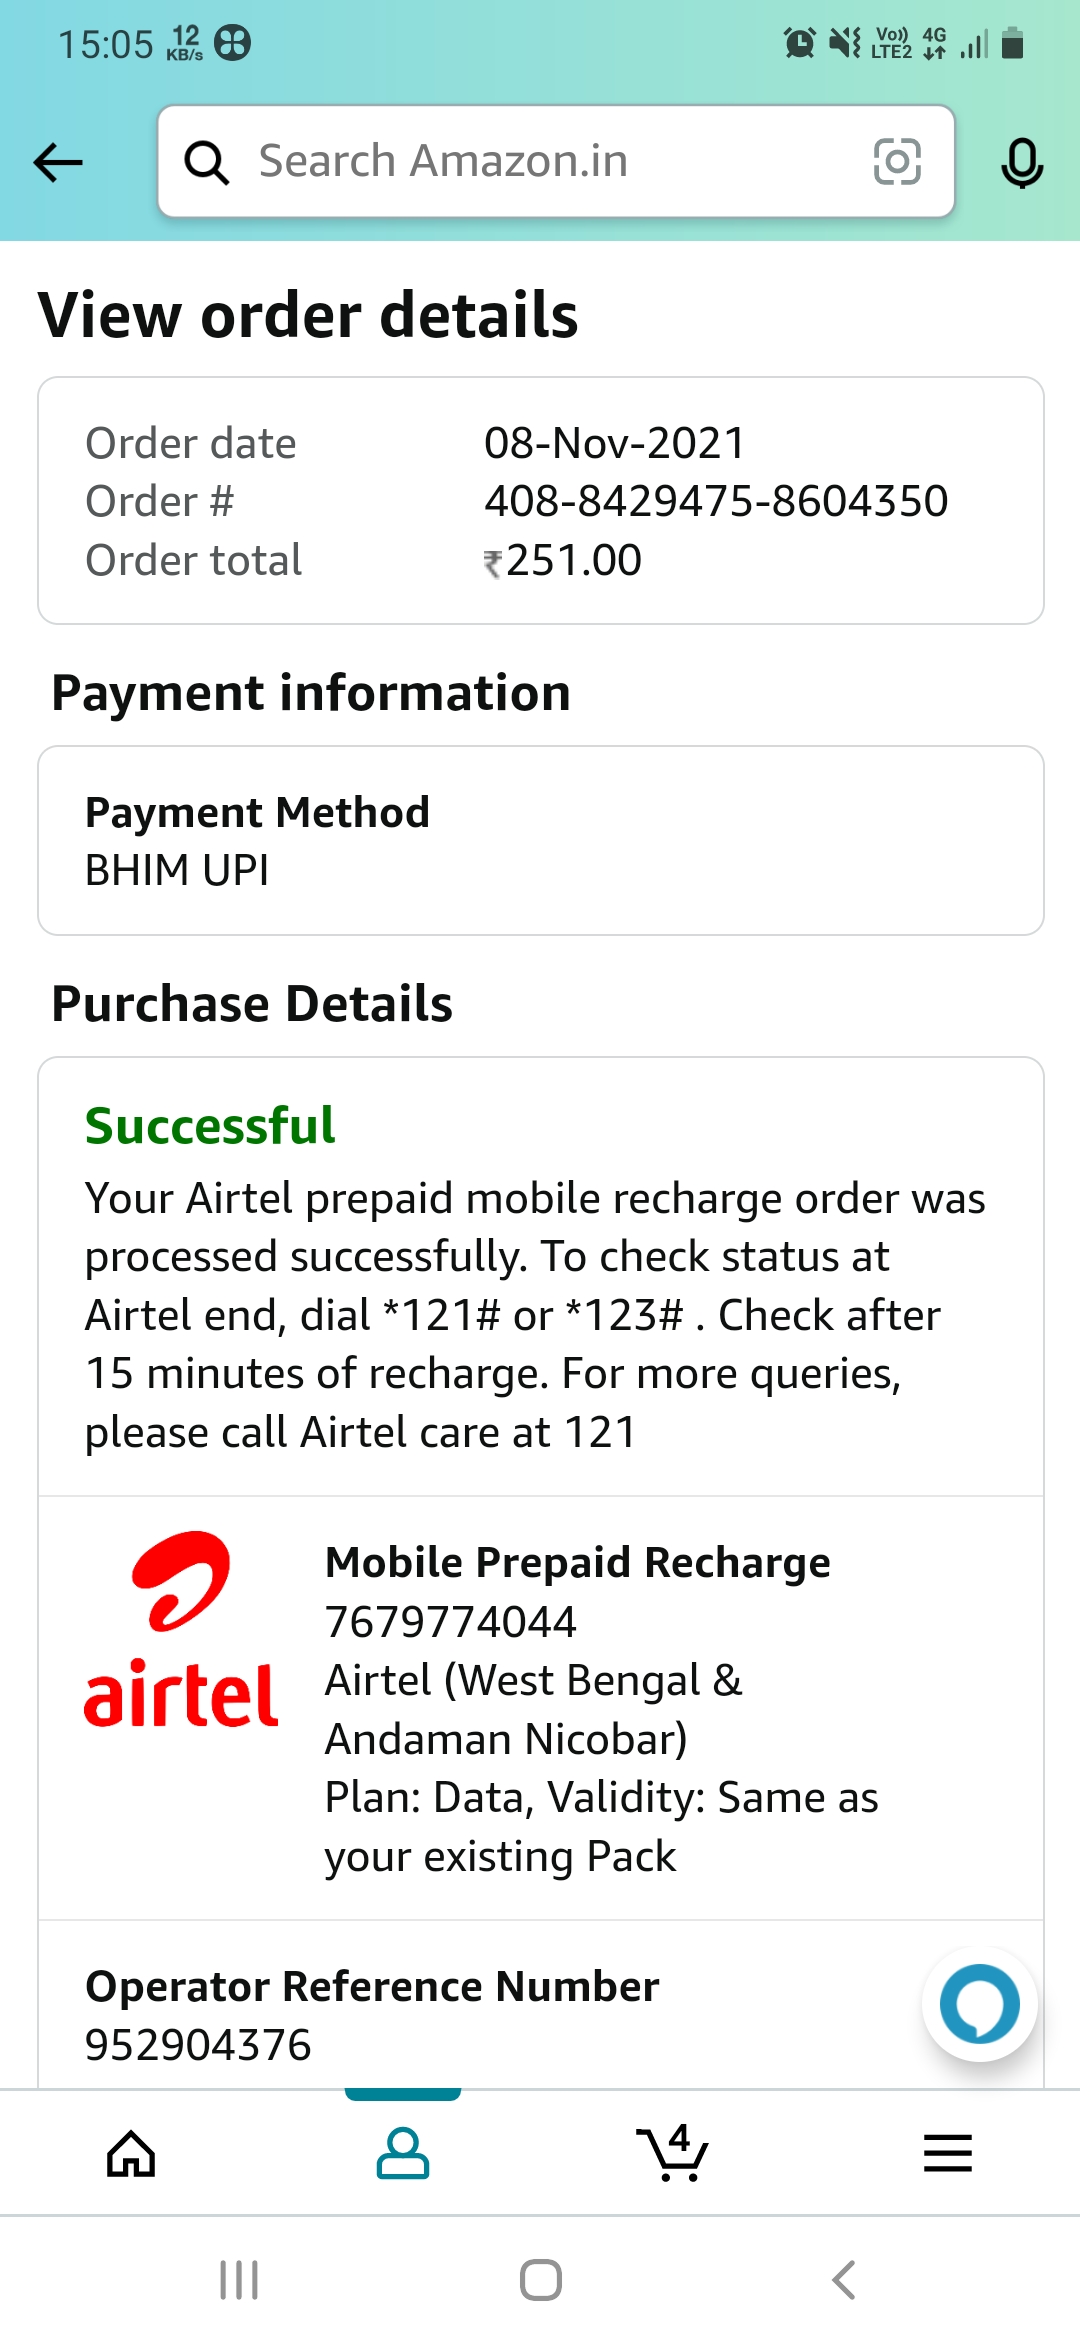 15:05 12 KB/s Vo)) LTE2 4G
Search Amazon.in
View order details
Order date 08-Nov-2021
Order # 408-8429475-8604350
Order total ₹251.00
Payment information
Payment Method
BHIM UPI
Purchase Details
Successful
Your Airtel prepaid mobile recharge order was
processed successfully. To check status at
Airtel end, dial *121# or *123# . Check after
15 minutes of recharge. For more queries,
please call Airtel care at 121
airtel
Mobile Prepaid Recharge
7679774044
Airtel (West Bengal &
Andaman Nicobar)
Plan: Data, Validity: Same as
your existing Pack
Operator Reference Number
952904376
4